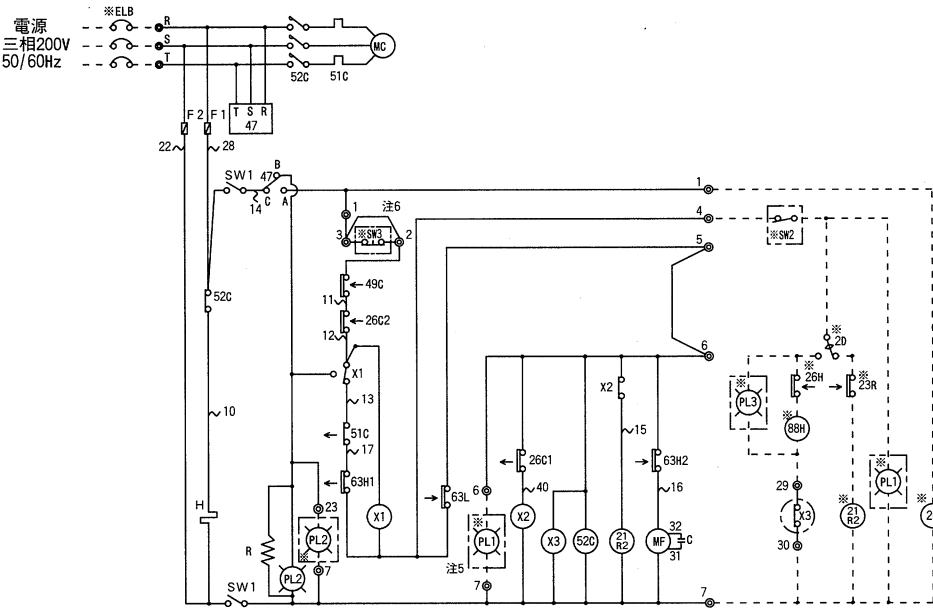 ※ELB
電源
三相200V
50/60Hz
R
S
T
52C
51C
MC
T S R
47
F2
F1
22
28
SW1
14
47
B
C
A
1
注6
3
※SW3
2
1
4
5
6
※SW2
49C
11
26C2
12
X1
13
51C
17
63H1
X1
52C
10
H
R
SW1
PL2
23
PL2
※
7
63L
6
※
PL1
注5
7
26C1
40
X2
X3
52C
X2
15
21
R2
63H2
16
MF
32
C
31
7
※
2D
※
PL3
※
26H
※
23R
※
88H
29
X3
30
※
21
R2
※
PL1
※
2